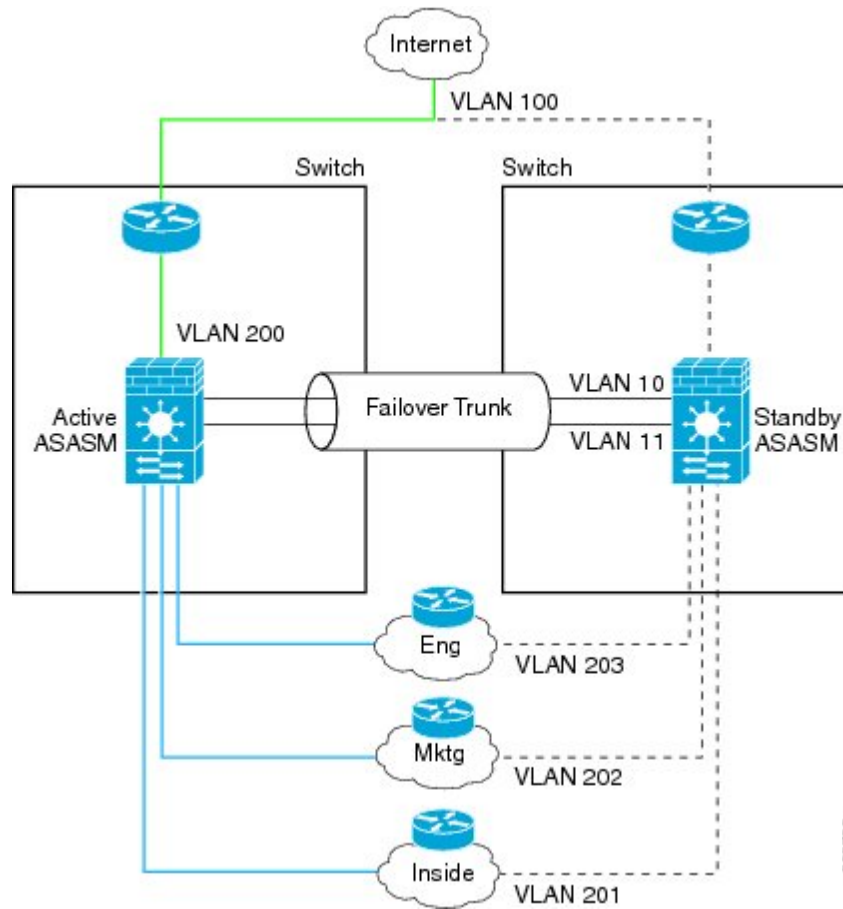 Internet
VLAN 100
Switch
Switch
VLAN 200
Failover Trunk
VLAN 10
VLAN 11
Active
ASASM
Standby
ASASM
Eng
VLAN 203
Mktg
VLAN 202
Inside
VLAN 201